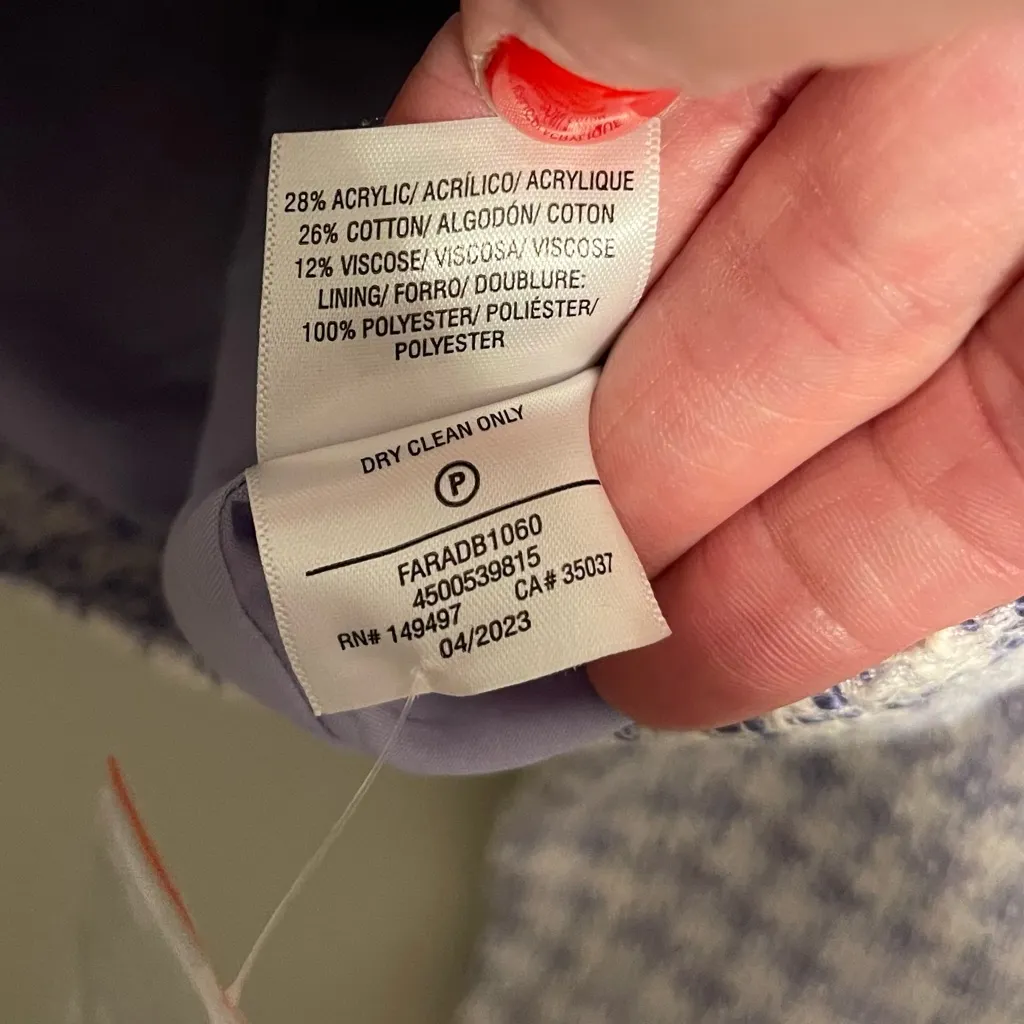 28% ACRYLIC/ ACRÍLICO/ ACRYLIQUE
26% COTTON/ ALGODÓN/ COTON
12% VISCOSE/ VISCOSA/ VISCOSE
LINING/ FORRO/ DOUBLURE:
100% POLYESTER/ POLIÉSTER/
POLYESTER
DRY CLEAN ONLY
P
FARADB1060
4500539815
RN# 149497 CA# 35037
04/2023